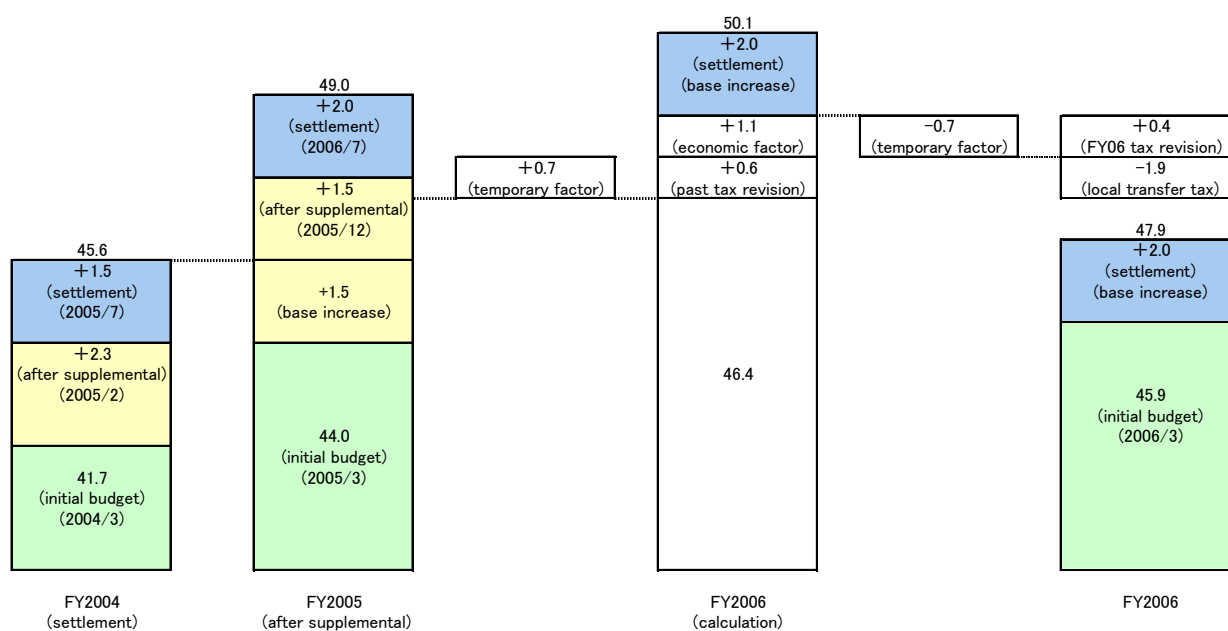 45.6
＋1.5
(settlement)
(2005/7)
＋2.3
(after supplemental)
(2005/2)
41.7
(initial budget)
(2004/3)
FY2004
(settlement)
49.0
＋2.0
(settlement)
(2006/7)
＋1.5
(after supplemental)
(2005/12)
+1.5
(base increase)
44.0
(initial budget)
(2005/3)
FY2005
(after supplemental)
＋0.7
(temporary factor)
50.1
＋2.0
(settlement)
(base increase)
＋1.1
(economic factor)
＋0.6
(past tax revision)
46.4
FY2006
(calculation)
−0.7
(temporary factor)
＋0.4
(FY06 tax revision)
−1.9
(local transfer tax)
47.9
＋2.0
(settlement)
(base increase)
45.9
(initial budget)
(2006/3)
FY2006